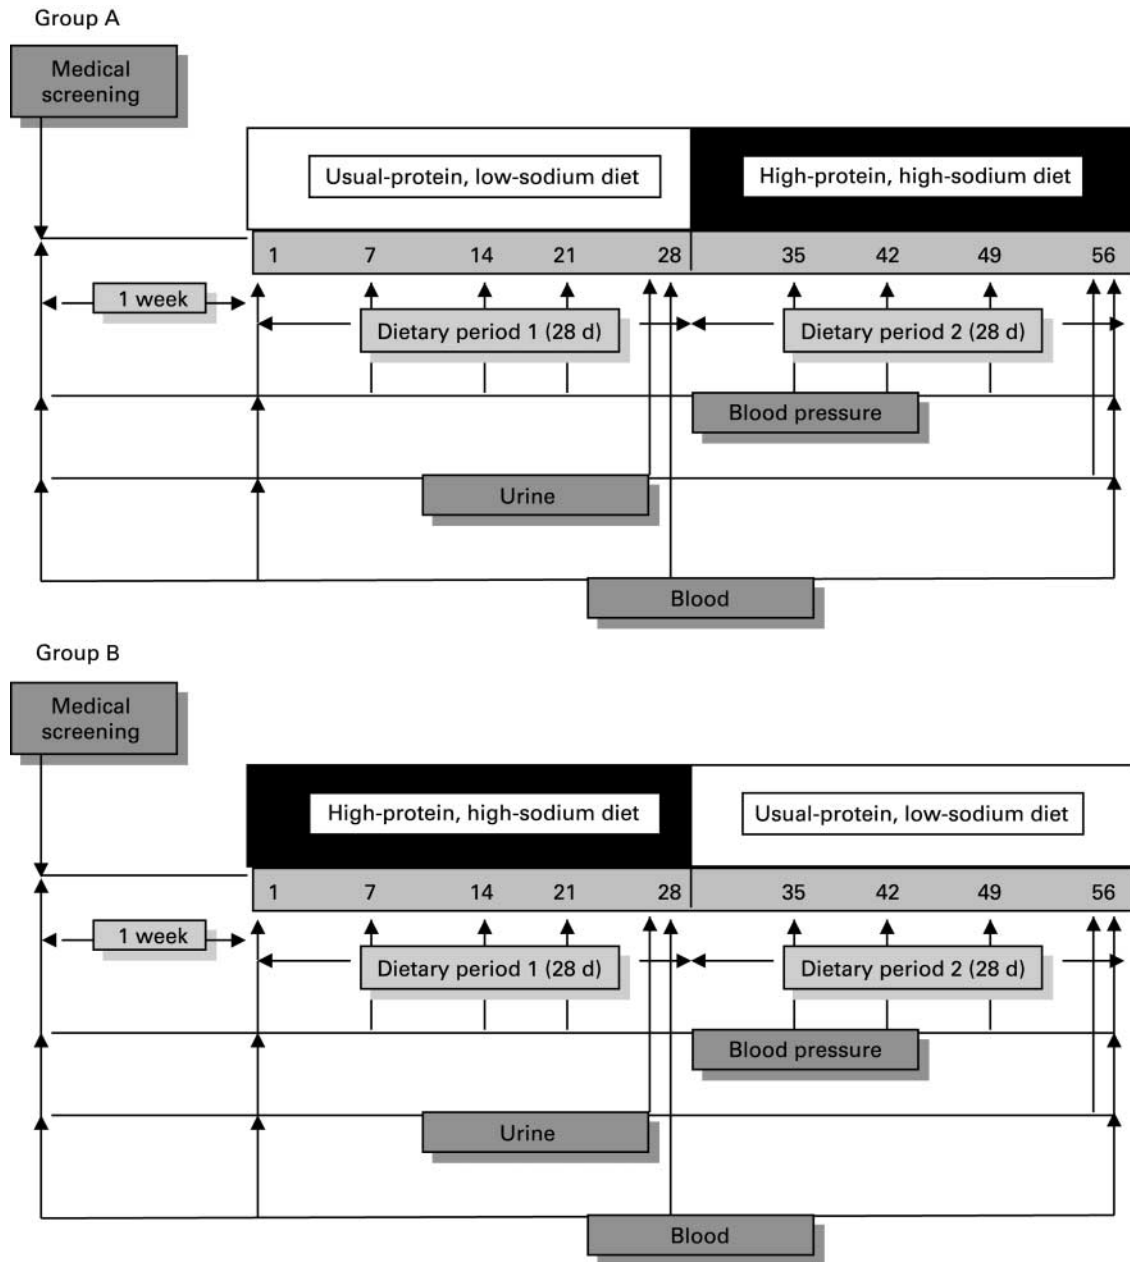 Group A
Medical
screening
Usual-protein, low-sodium diet
High-protein, high-sodium diet
1 7 14 21 28 35 42 49 56
1 week
Dietary period 1 (28 d)
Dietary period 2 (28 d)
Blood pressure
Urine
Blood
Group B
Medical
screening
High-protein, high-sodium diet
Usual-protein, low-sodium diet
1 7 14 21 28 35 42 49 56
1 week
Dietary period 1 (28 d)
Dietary period 2 (28 d)
Blood pressure
Urine
Blood